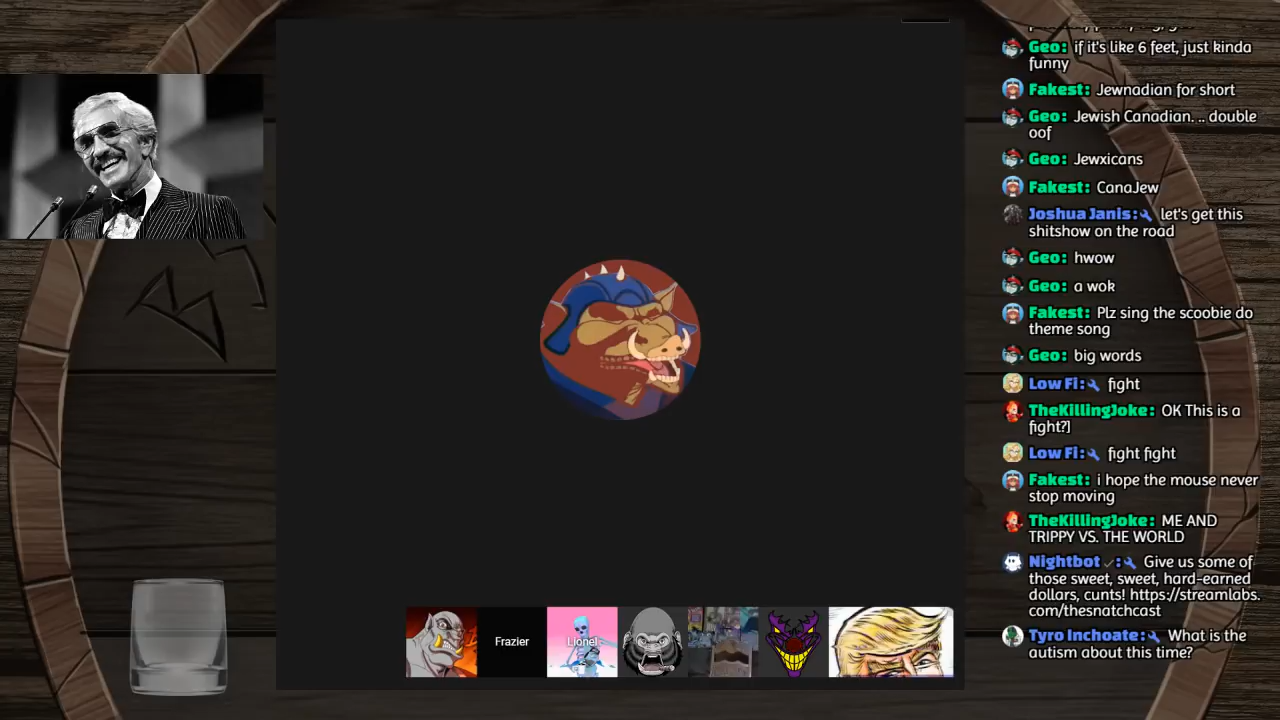 Geo: if it's like 6 feet, just kinda
funny
Fakest: Jewnadian for short
Geo: Jewish Canadian. .. double
oof
Geo: Jewxicans
Fakest: CanaJew
Joshua Janis: let's get this
shitshow on the road
Geo: hwow
Geo: a wok
Fakest: Plz sing the scoobie do
theme song
Geo: big words
Low Fi: fight
TheKillingJoke: OK This is a
fight?]
Low Fi: fight fight
Fakest: i hope the mouse never
stop moving
TheKillingJoke: ME AND
TRIPPY VS. THE WORLD
Nightbot : Give us some of
those sweet, sweet, hard-earned
dollars, cunts! https://streamlabs.
com/thesnatchcast
Tyro Inchoate: What is the
autism about this time?
Frazier
Lionel